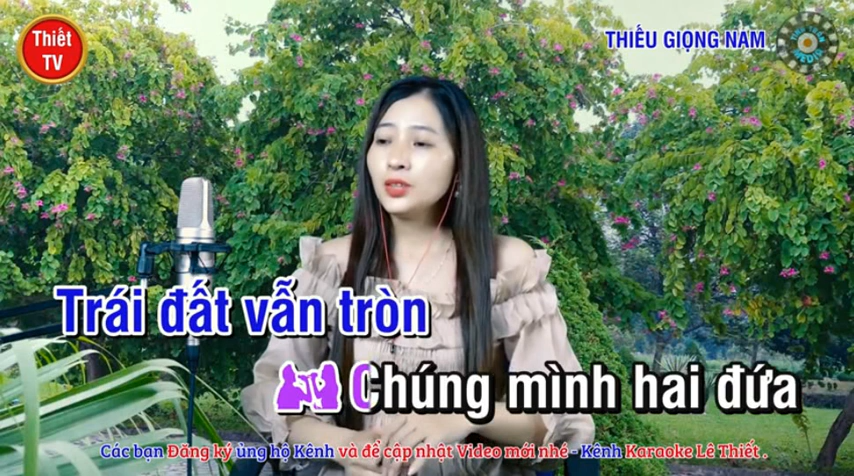 Thiết
TV
THIẾU GIỌNG NAM
Trái đất vẫn tròn
Chúng mình hai đứa
Các bạn Đăng ký ủng hộ Kênh và để cập nhật Video mới nhé - Kênh Karaoke Lê Thiết .